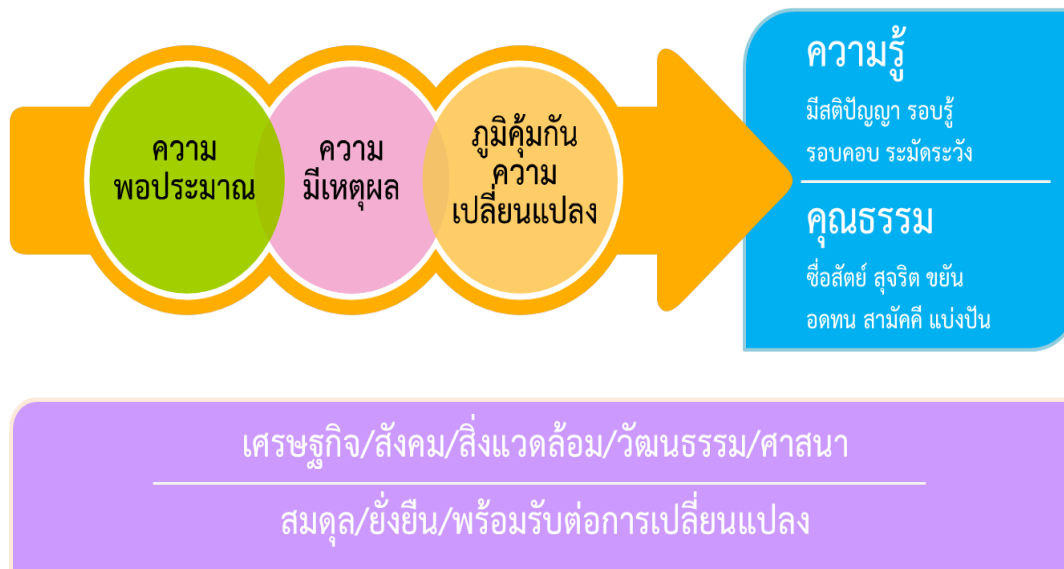 ความ
พอประมาณ
ความ
มีเหตุผล
ภูมิคุ้มกัน
ความ
เปลี่ยนแปลง
ความรู้
มีสติปัญญา รอบรู้
รอบคอบ ระมัดระวัง
คุณธรรม
ซื่อสัตย์ สุจริต ขยัน
อดทน สามัคคี แบ่งปัน
เศรษฐกิจ/สังคม/สิ่งแวดล้อม/วัฒนธรรม/ศาสนา
สมดุล/ยั่งยืน/พร้อมรับต่อการเปลี่ยนแปลง